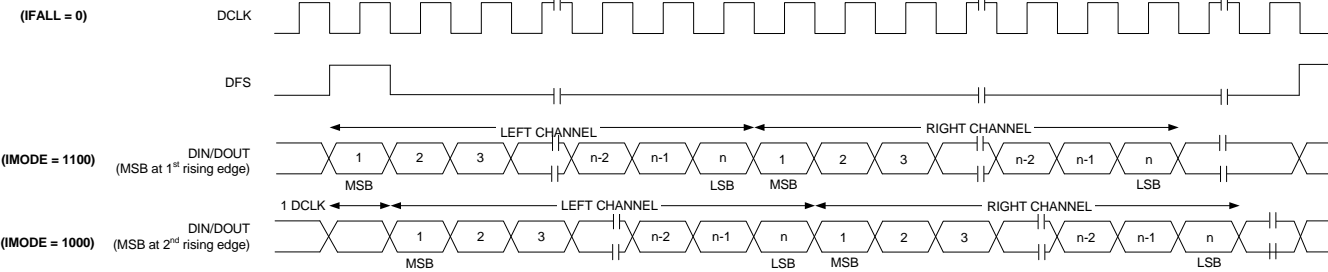 (IFALL = 0) DCLK
DFS
LEFT CHANNEL RIGHT CHANNEL
(IMODE = 1100) DIN/DOUT 1 2 3 n-2 n-1 n 1 2 3 n-2 n-1 n
(MSB at 1st rising edge)
MSB LSB MSB LSB
1 DCLK LEFT CHANNEL RIGHT CHANNEL
(IMODE = 1000) DIN/DOUT 1 2 3 n-2 n-1 n 1 2 3 n-2 n-1 n
(MSB at 2nd rising edge)
MSB LSB MSB LSB